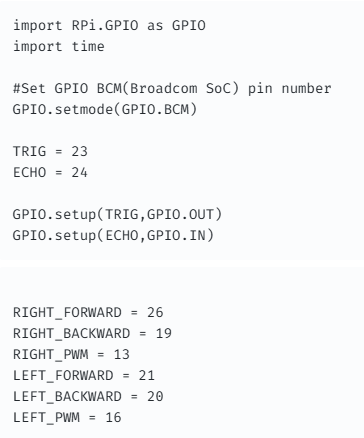 import RPi.GPIO as GPIO
import time
#Set GPIO BCM(Broadcom SoC) pin number
GPIO.setmode(GPIO.BCM)
TRIG = 23
ECHO = 24
GPIO.setup(TRIG,GPIO.OUT)
GPIO.setup(ECHO,GPIO.IN)
RIGHT_FORWARD = 26
RIGHT_BACKWARD = 19
RIGHT_PWM = 13
LEFT_FORWARD = 21
LEFT_BACKWARD = 20
LEFT_PWM = 16